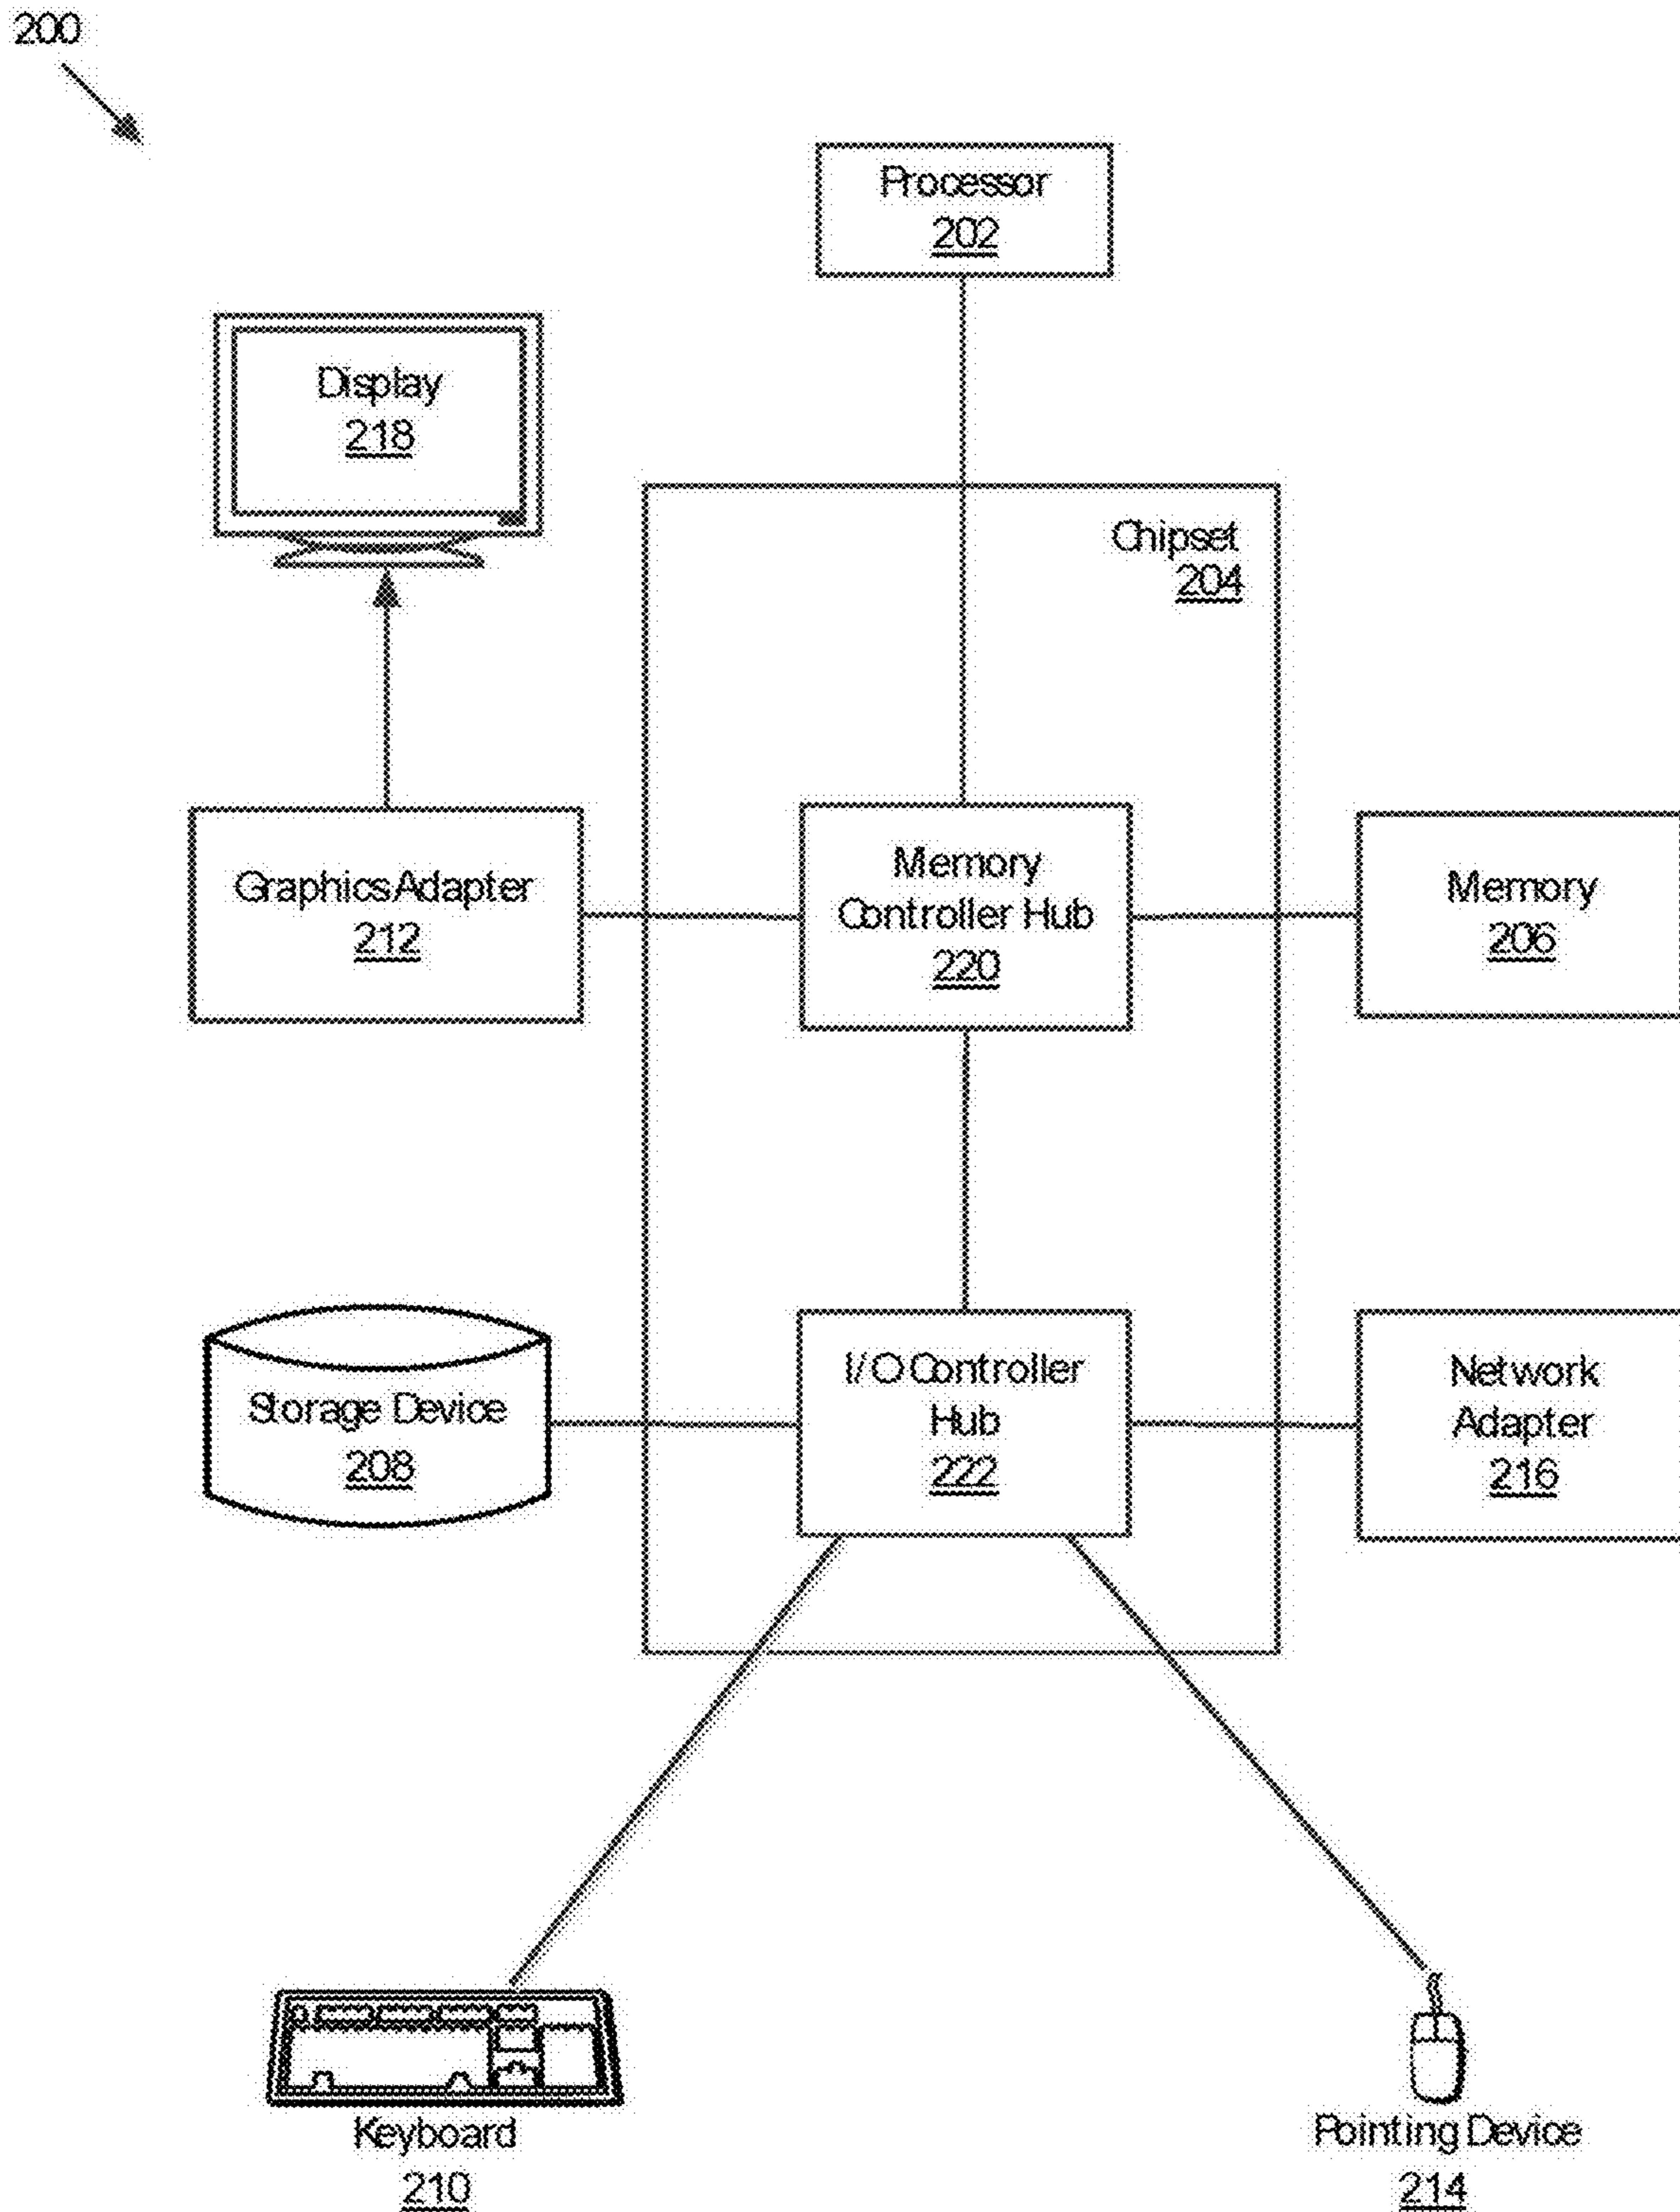 200
Processor
202
Display
218
Chipset
204
Graphics Adapter
212
Memory
Controller Hub
220
Memory
206
Storage Device
208
I/O Controller
Hub
222
Network
Adapter
216
Keyboard
210
Pointing Device
214